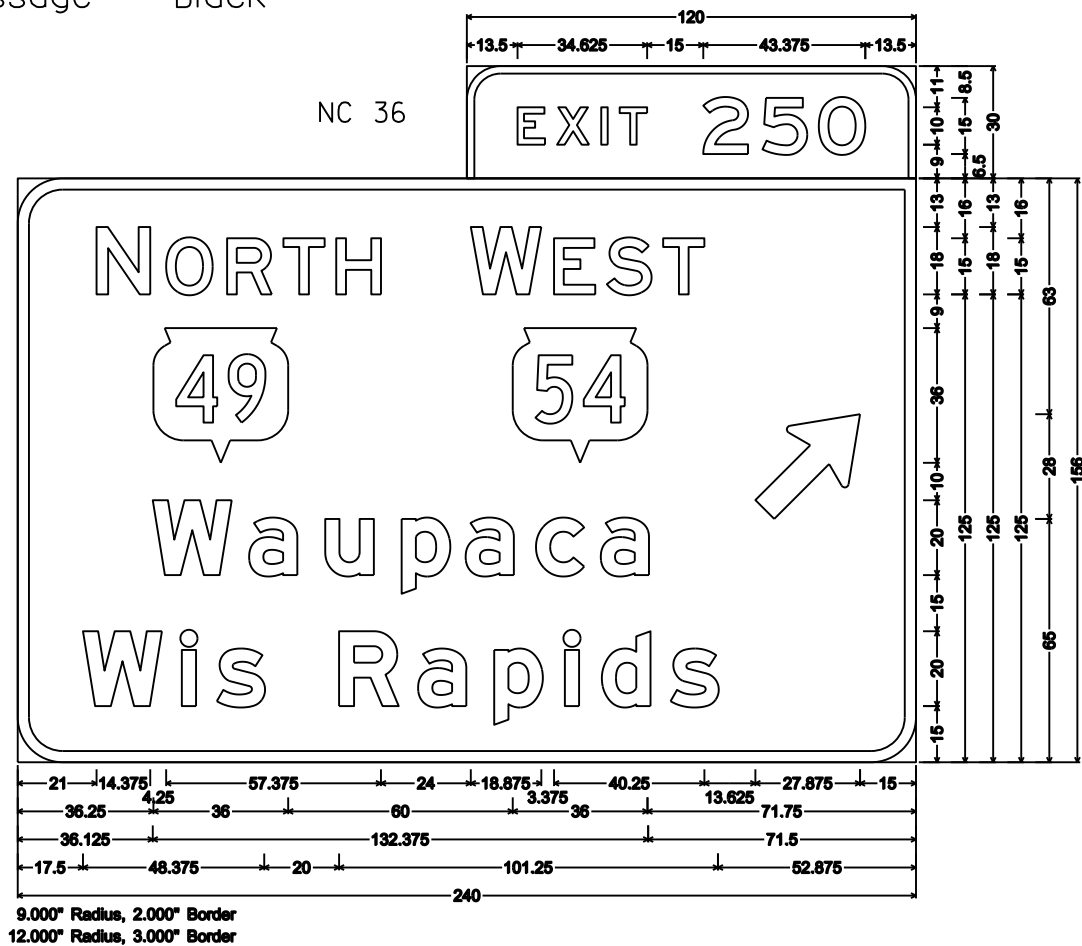 ssage Black
120
13.5 34.625 15 43.375 13.5
NC 36
EXIT 250
11 8.5
10 15 30
9 6.5
NORTH WEST
13 16 13 16
18 15 18 15
9 63
49 54
36
28 156
10
Waupaca
20 125 125 125
15
65
Wis Rapids
20
15
21 14.375 57.375 24 18.875 40.25 27.875 15
4.25 3.375 13.625
36.25 36 60 36 71.75
36.125 132.375 71.5
17.5 48.375 20 101.25 52.875
240
9.000" Radius, 2.000" Border
12.000" Radius, 3.000" Border